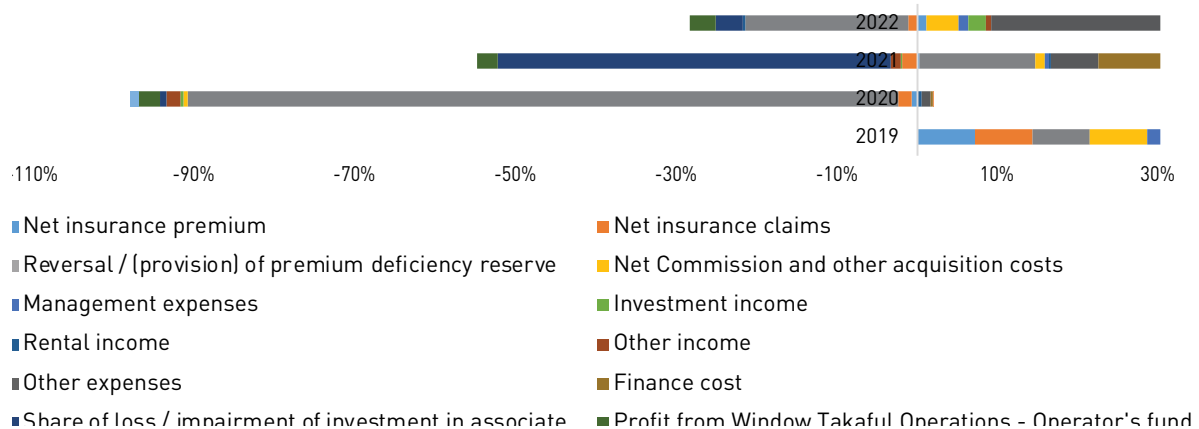 2022
2021
2020
2019
-110% -90% -70% -50% -30% -10% 10% 30%
Net insurance premium
Net insurance claims
Reversal / (provision) of premium deficiency reserve
Net Commission and other acquisition costs
Management expenses
Investment income
Rental income
Other income
Other expenses
Finance cost
Share of loss / impairment of investment in associate
Profit from Window Takaful Operations - Operator's fund